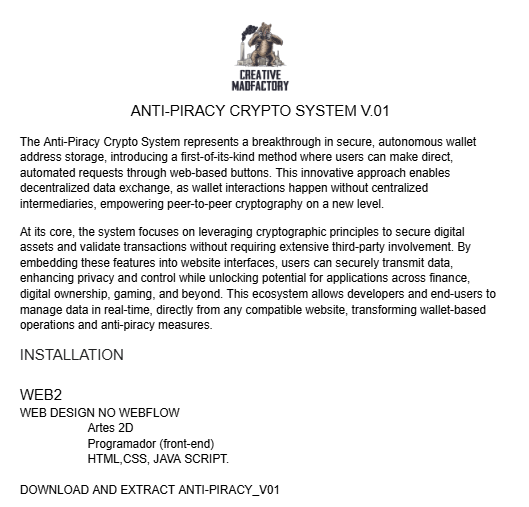 CREATIVE
MADFACTORY
ANTI-PIRACY CRYPTO SYSTEM V.01
The Anti-Piracy Crypto System represents a breakthrough in secure, autonomous wallet
address storage, introducing a first-of-its-kind method where users can make direct,
automated requests through web-based buttons. This innovative approach enables
decentralized data exchange, as wallet interactions happen without centralized
intermediaries, empowering peer-to-peer cryptography on a new level.
At its core, the system focuses on leveraging cryptographic principles to secure digital
assets and validate transactions without requiring extensive third-party involvement. By
embedding these features into website interfaces, users can securely transmit data,
enhancing privacy and control while unlocking potential for applications across finance,
digital ownership, gaming, and beyond. This ecosystem allows developers and end-users to
manage data in real-time, directly from any compatible website, transforming wallet-based
operations and anti-piracy measures.
INSTALLATION
WEB2
WEB DESIGN NO WEBFLOW
Artes 2D
Programador (front-end)
HTML,CSS, JAVA SCRIPT.
DOWNLOAD AND EXTRACT ANTI-PIRACY_V01